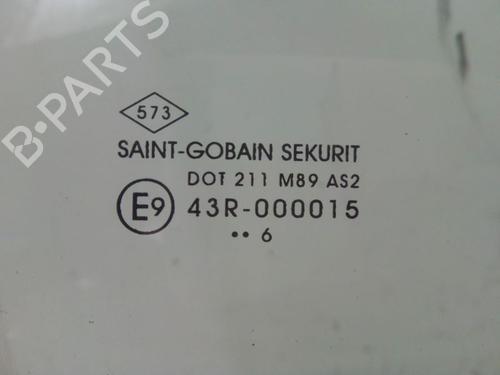 B-PARTS
573
SAINT-GOBAIN SEKURIT
DOT 211 M89 AS2
E9 43R-000015
•• 6